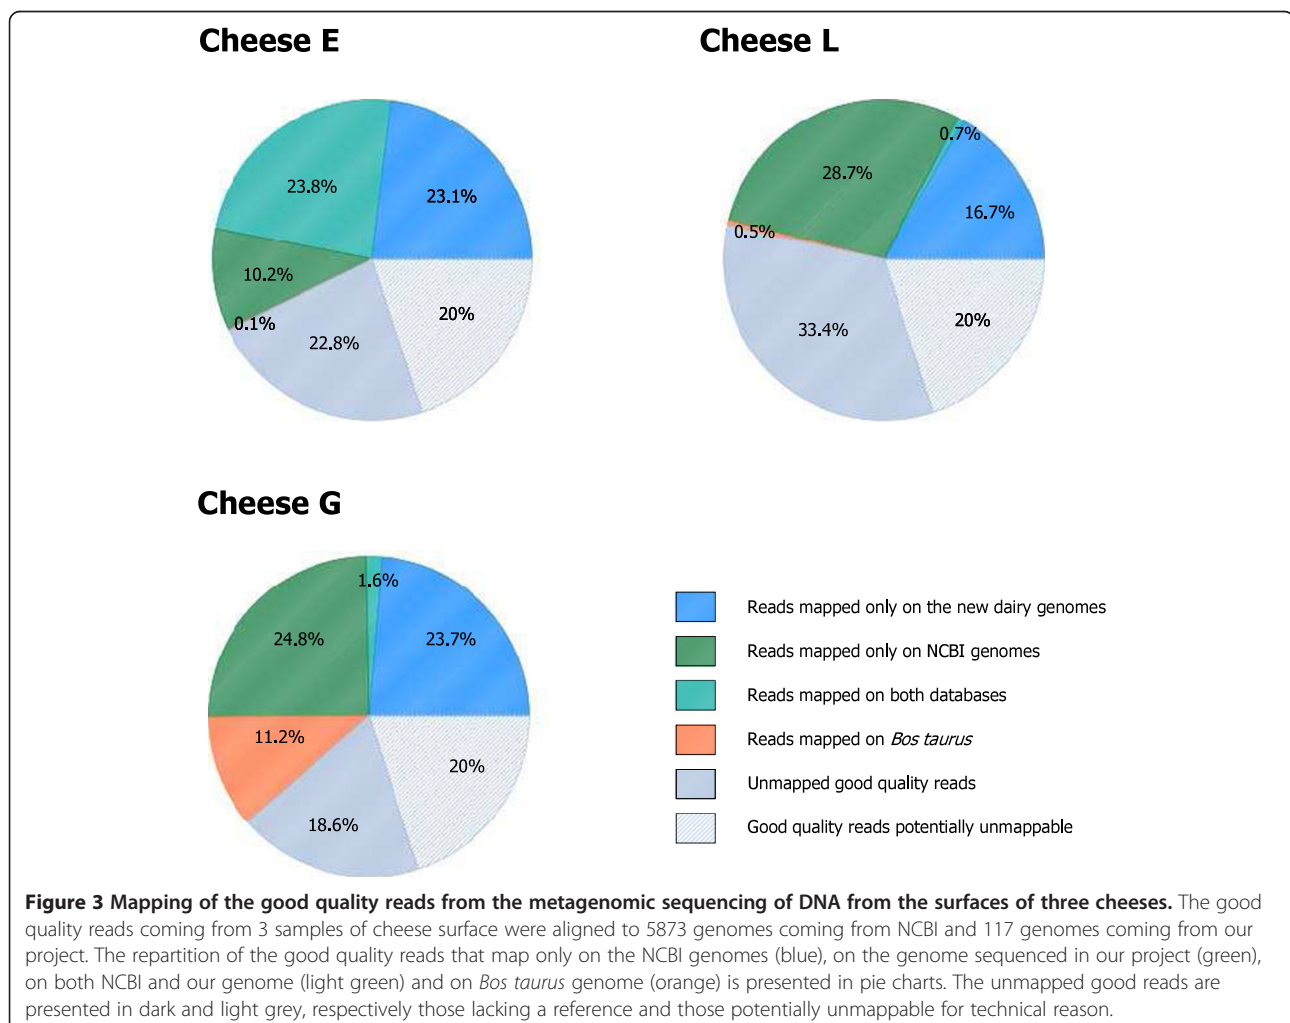 Cheese E
Cheese L
23.8%
23.1%
10.2%
0.1%
22.8%
20%
0.7%
28.7%
16.7%
0.5%
33.4%
20%
Cheese G
1.6%
24.8%
23.7%
11.2%
20%
18.6%
Reads mapped only on the new dairy genomes
Reads mapped only on NCBI genomes
Reads mapped on both databases
Reads mapped on Bos taurus
Unmapped good quality reads
Good quality reads potentially unmappable
Figure 3 Mapping of the good quality reads from the metagenomic sequencing of DNA from the surfaces of three cheeses. The good
quality reads coming from 3 samples of cheese surface were aligned to 5873 genomes coming from NCBI and 117 genomes coming from our
project. The repartition of the good quality reads that map only on the NCBI genomes (blue), on the genome sequenced in our project (green),
on both NCBI and our genome (light green) and on Bos taurus genome (orange) is presented in pie charts. The unmapped good reads are
presented in dark and light grey, respectively those lacking a reference and those potentially unmappable for technical reason.